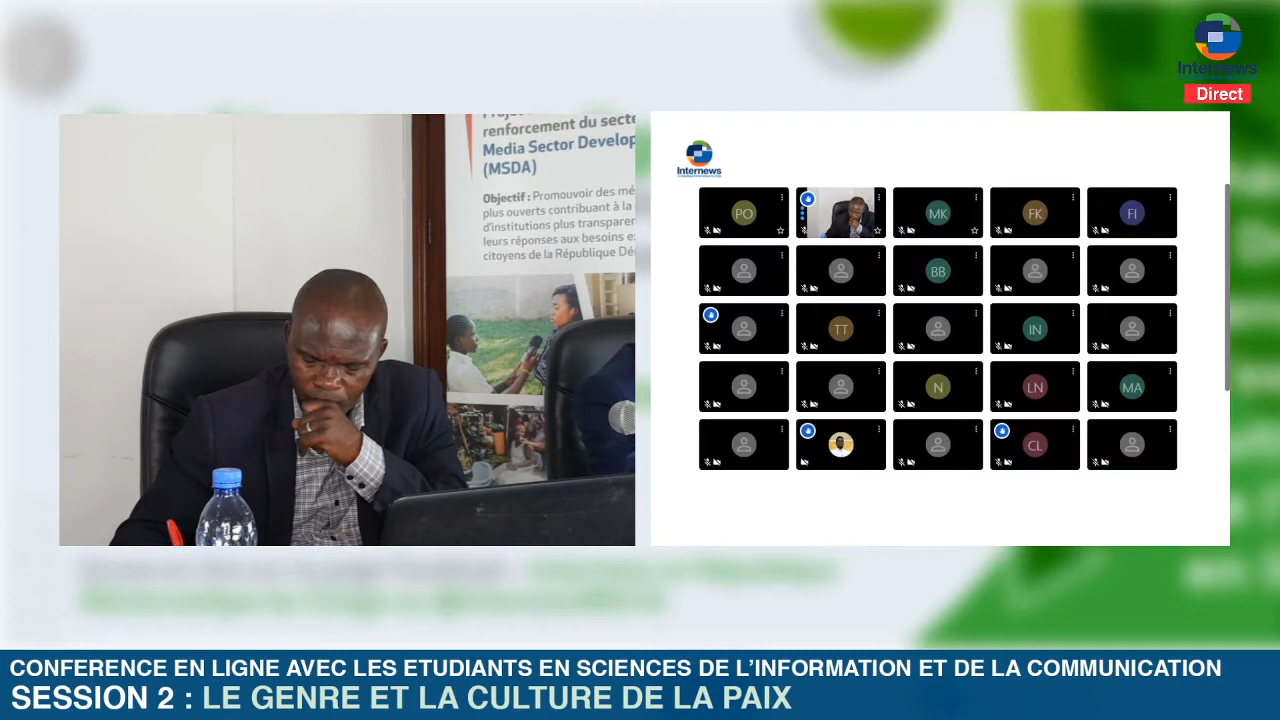 Internews
Direct
renforcement du secte
Media Sector Develop
(MSDA)
Objectif : Promouvoir des mé
plus ouverts contribuant à la
d'institutions plus transparen
leurs réponses aux besoins e
citoyens de la République Dé
Internews
PO
MK
FK
FI
BB
TT
IN
N
LN
MA
CL
CONFERENCE EN LIGNE AVEC LES ETUDIANTS EN SCIENCES DE L'INFORMATION ET DE LA COMMUNICATION
SESSION 2 : LE GENRE ET LA CULTURE DE LA PAIX